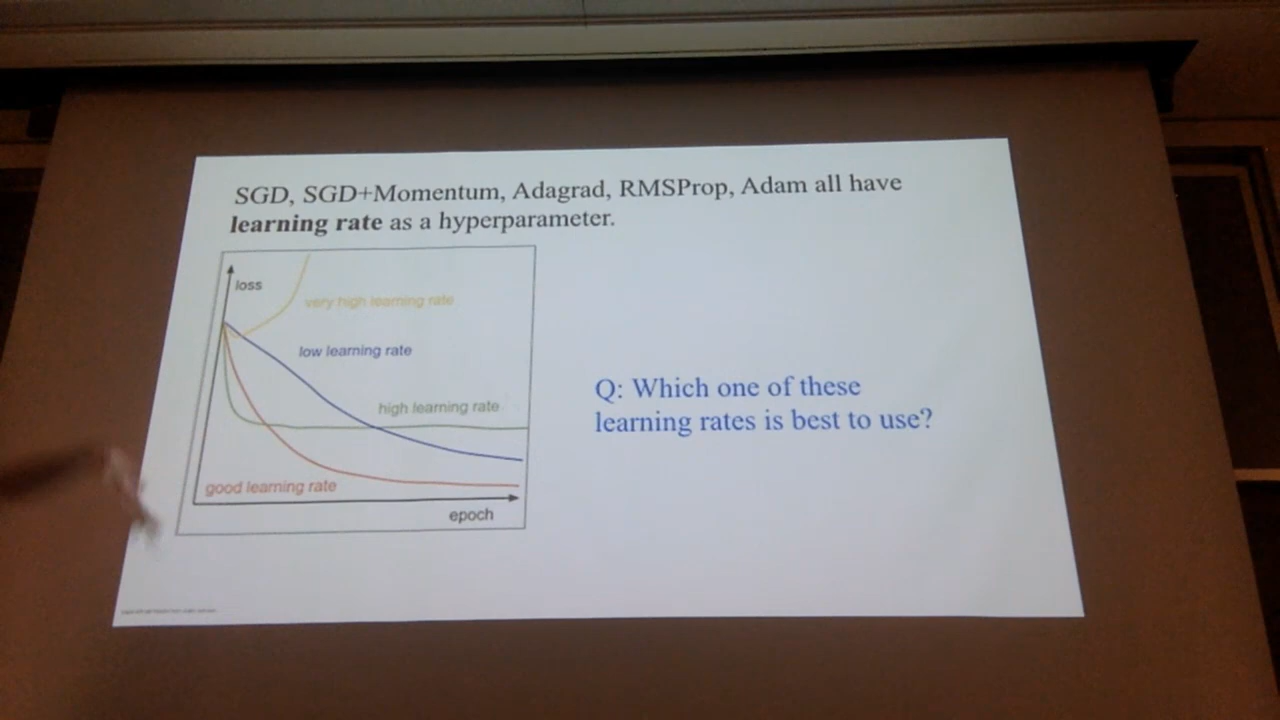 SGD, SGD+Momentum, Adagrad, RMSProp, Adam all have
learning rate as a hyperparameter.
loss
very high learning rate
low learning rate
high learning rate
good learning rate
epoch
Q: Which one of these
learning rates is best to use?